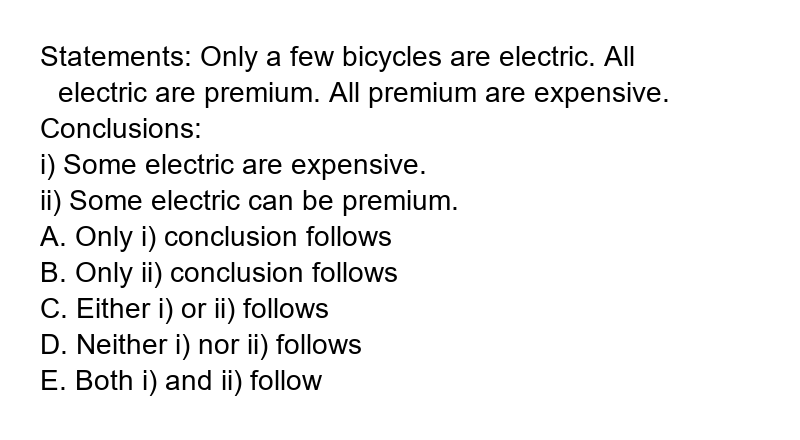 Statements: Only a few bicycles are electric. All
electric are premium. All premium are expensive.
Conclusions:
i) Some electric are expensive.
ii) Some electric can be premium.
A. Only i) conclusion follows
B. Only ii) conclusion follows
C. Either i) or ii) follows
D. Neither i) nor ii) follows
E. Both i) and ii) follow